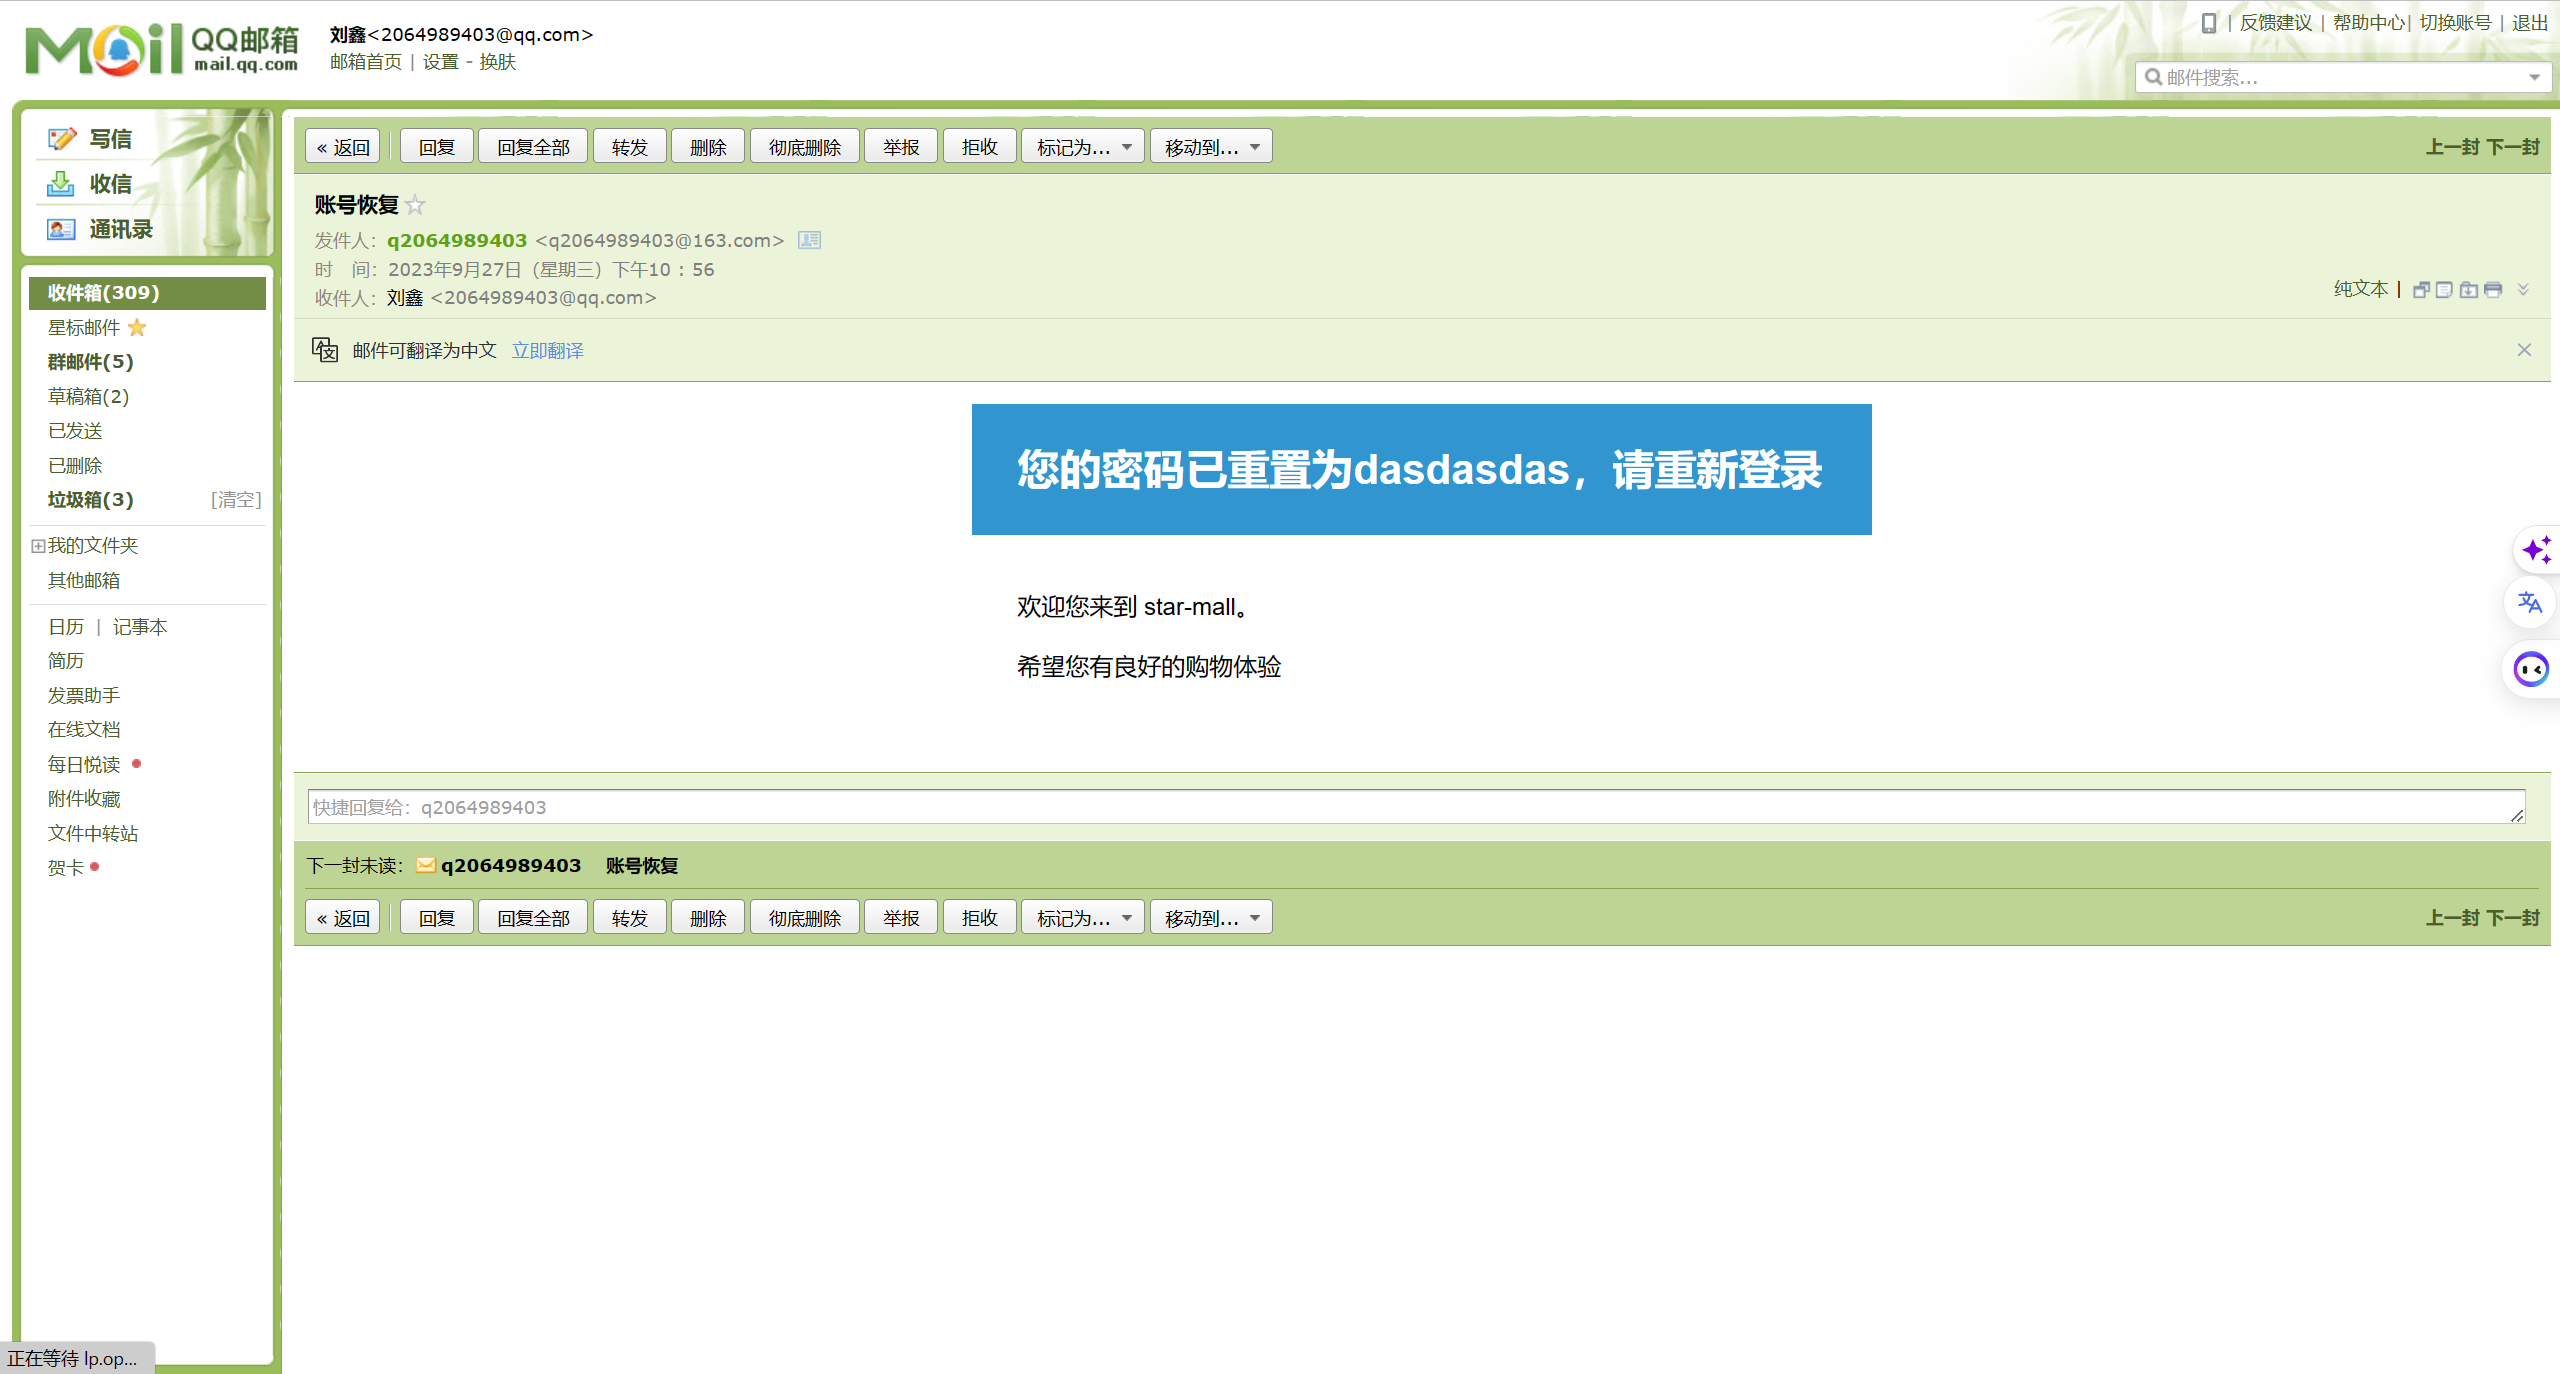 MAil QQ邮箱
mail.qq.com
刘鑫<2064989403@qq.com>
邮箱首页 | 设置 - 换肤
| 反馈建议 | 帮助中心 | 切换账号 | 退出
邮件搜索...
写信
收信
通讯录
收件箱(309)
星标邮件
群邮件(5)
草稿箱(2)
已发送
已删除
垃圾箱(3) [清空]
我的文件夹
其他邮箱
日历 | 记事本
简历
发票助手
在线文档
每日悦读
附件收藏
文件中转站
贺卡
« 返回 回复 回复全部 转发 删除 彻底删除 举报 拒收 标记为... 移动到... 上一封 下一封
账号恢复
发件人：q2064989403 <q2064989403@163.com>
时 间：2023年9月27日（星期三）下午10：56
收件人：刘鑫 <2064989403@qq.com>
纯文本 |
邮件可翻译为中文 立即翻译
您的密码已重置为dasdasdas，请重新登录
欢迎您来到 star-mall。
希望您有良好的购物体验
快捷回复给：q2064989403
下一封未读：q2064989403 账号恢复
« 返回 回复 回复全部 转发 删除 彻底删除 举报 拒收 标记为... 移动到... 上一封 下一封
正在等待 lp.op...